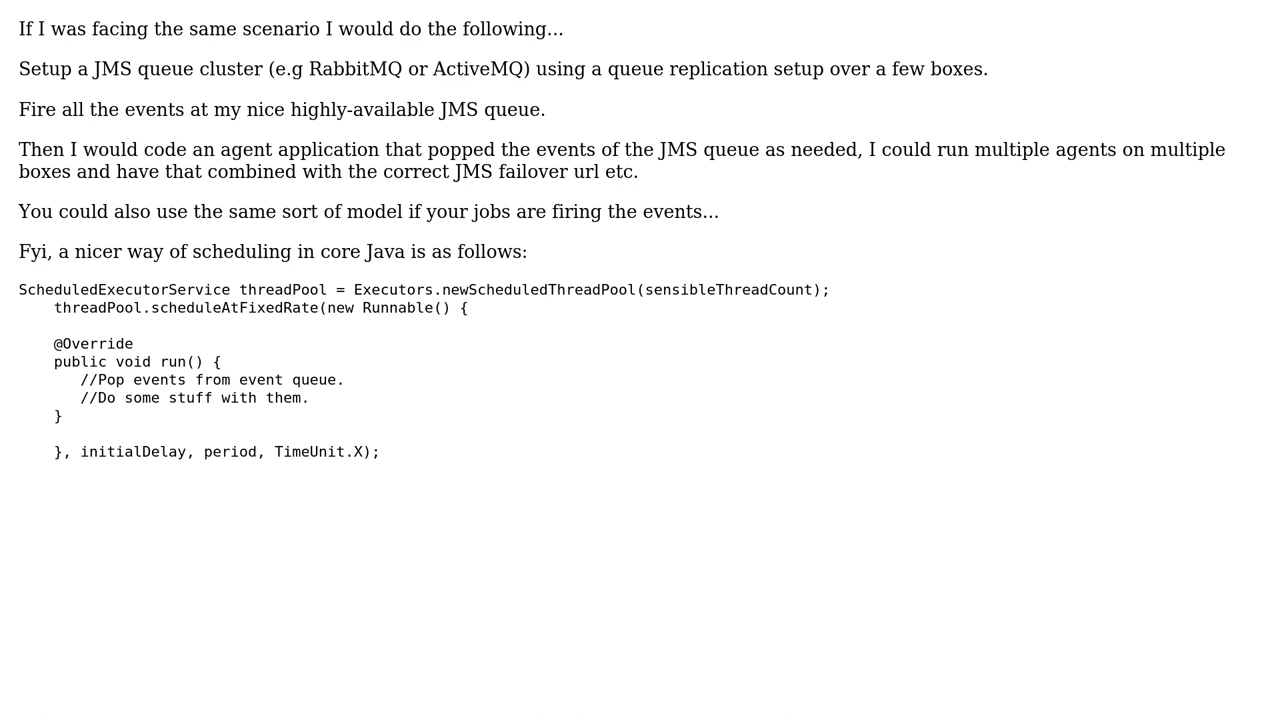 If I was facing the same scenario I would do the following...
Setup a JMS queue cluster (e.g RabbitMQ or ActiveMQ) using a queue replication setup over a few boxes.
Fire all the events at my nice highly-available JMS queue.
Then I would code an agent application that popped the events of the JMS queue as needed, I could run multiple agents on multiple
boxes and have that combined with the correct JMS failover url etc.
You could also use the same sort of model if your jobs are firing the events...
Fyi, a nicer way of scheduling in core Java is as follows:
ScheduledExecutorService threadPool = Executors.newScheduledThreadPool(sensibleThreadCount);
    threadPool.scheduleAtFixedRate(new Runnable() {
    @Override
    public void run() {
       //Pop events from event queue.
       //Do some stuff with them.
    }
    }, initialDelay, period, TimeUnit.X);